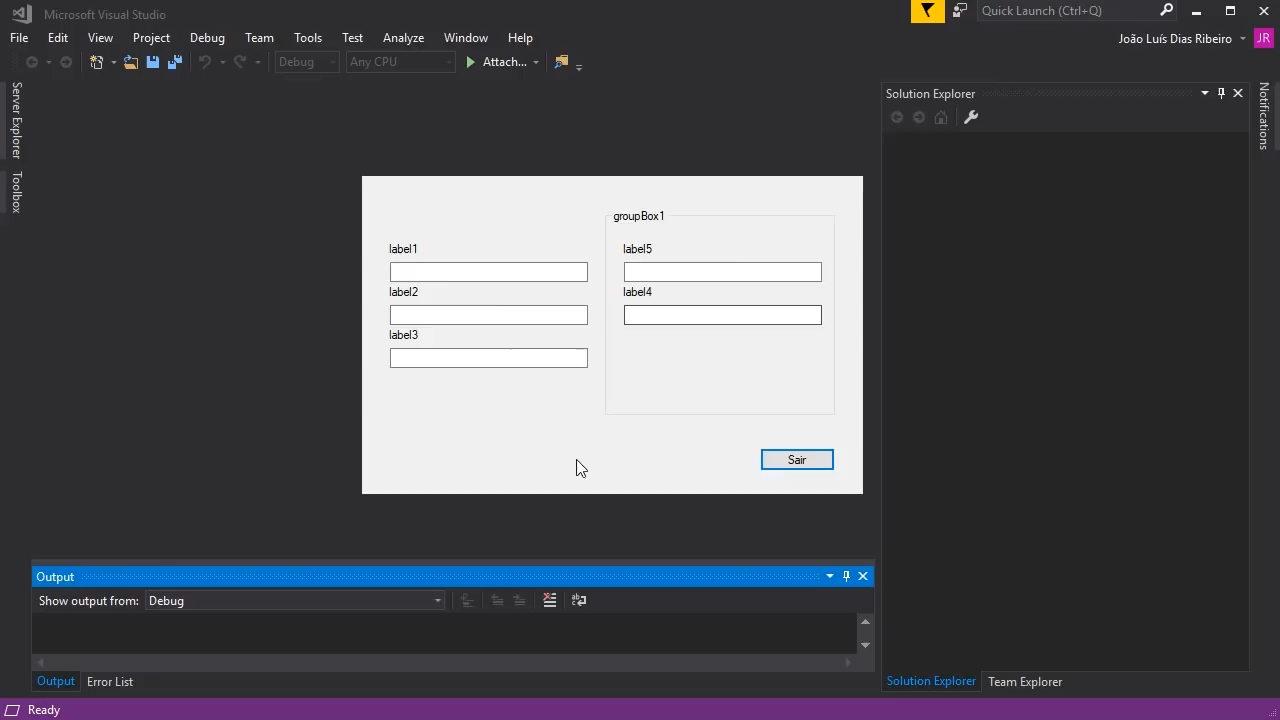 Microsoft Visual Studio
Quick Launch (Ctrl+Q)
File Edit View Project Debug Team Tools Test Analyze Window Help
João Luís Dias Ribeiro JR
Debug Any CPU Attach...
Server Explorer
Toolbox
Solution Explorer
Notifications
groupBox1
label1
label5
label2
label4
label3
Sair
Output
Show output from: Debug
Output Error List
Solution Explorer Team Explorer
Ready